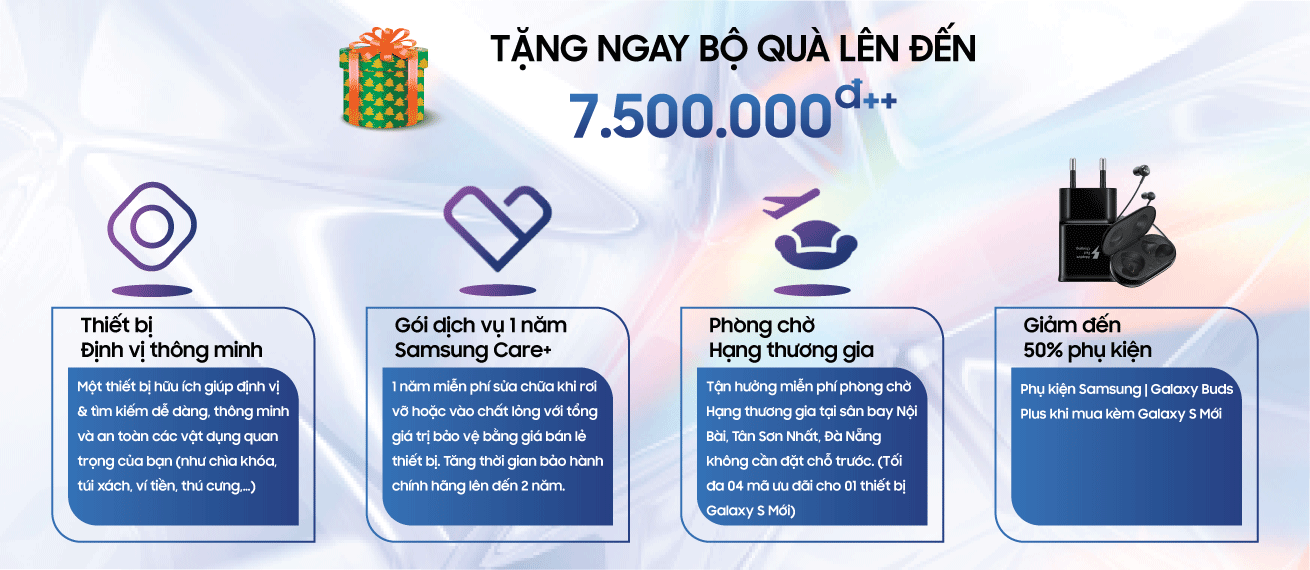 TẶNG NGAY BỘ QUÀ LÊN ĐẾN
7.500.000đ++
Thiết bị
Định vị thông minh
Một thiết bị hữu ích giúp định vị
& tìm kiếm dễ dàng, thông minh
và an toàn các vật dụng quan
trọng của bạn (như chìa khóa,
túi xách, ví tiền, thú cưng,...)
Gói dịch vụ 1 năm
Samsung Care+
1 năm miễn phí sửa chữa khi rơi
vỡ hoặc vào chất lỏng với tổng
giá trị bảo vệ bằng giá bán lẻ
thiết bị. Tăng thời gian bảo hành
chính hãng lên đến 2 năm.
Phòng chờ
Hạng thương gia
Tận hưởng miễn phí phòng chờ
Hạng thương gia tại sân bay Nội
Bài, Tân Sơn Nhất, Đà Nẵng
không cần đặt chỗ trước. (Tối
đa 04 mã ưu đãi cho 01 thiết bị
Galaxy S Mới)
Giảm đến
50% phụ kiện
Phụ kiện Samsung | Galaxy Buds
Plus khi mua kèm Galaxy S Mới